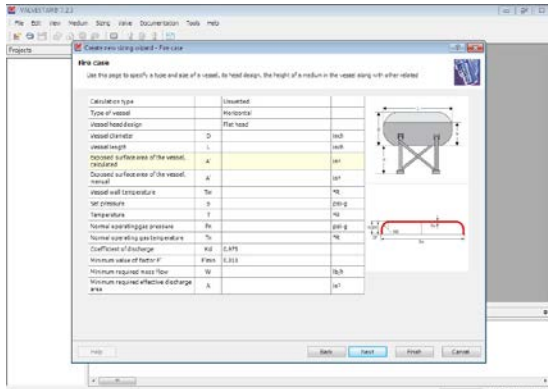 VALVESTAR® 7.2.3
File Edit View Medium Sizing Valve Documentation Tools Help
Projects
Create new sizing wizard - Fire case
Fire case
Use this page to specify a type and size of a vessel, its head design, the height of a medium in the vessel along with other related
Calculation type Unwetted
Type of vessel Horizontal
Vessel head design Flat head
Vessel diameter D inch
Vessel length L inch
Exposed surface area of the vessel, calculated A' in²
Exposed surface area of the vessel, manual A' in²
Vessel wall temperature Tw °R
Set pressure p psi-g
Temperature T °R
Normal operating gas pressure Pn psi-g
Normal operating gas temperature Tn °R
Coefficient of discharge Kd 0.975
Minimum value of factor F' F'min 0.010
Minimum required mass flow W lb/h
Minimum required effective discharge area A in²
Help Back Next Finish Cancel